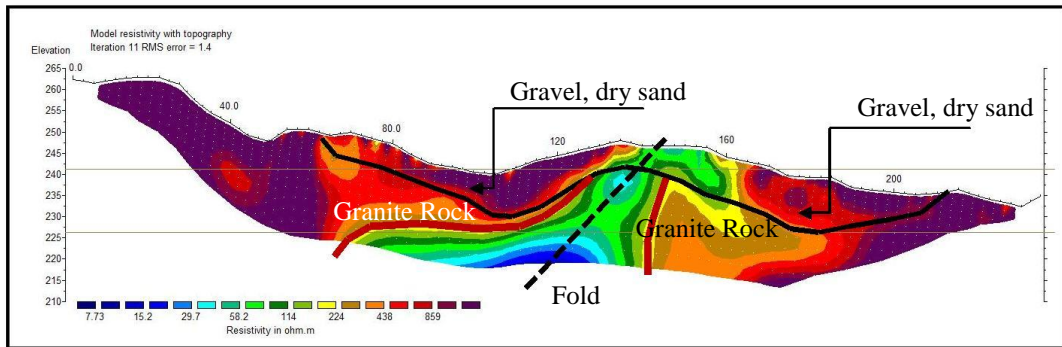 Model resistivity with topography
Iteration 11 RMS error = 1.4
Elevation
0.0
265
260
255
250
245
240
235
230
225
220
215
210
40.0
80.0
120
160
200
Gravel, dry sand
Gravel, dry sand
Granite Rock
Granite Rock
Fold
7.73 15.2 29.7 58.2 114 224 438 859
Resistivity in ohm.m